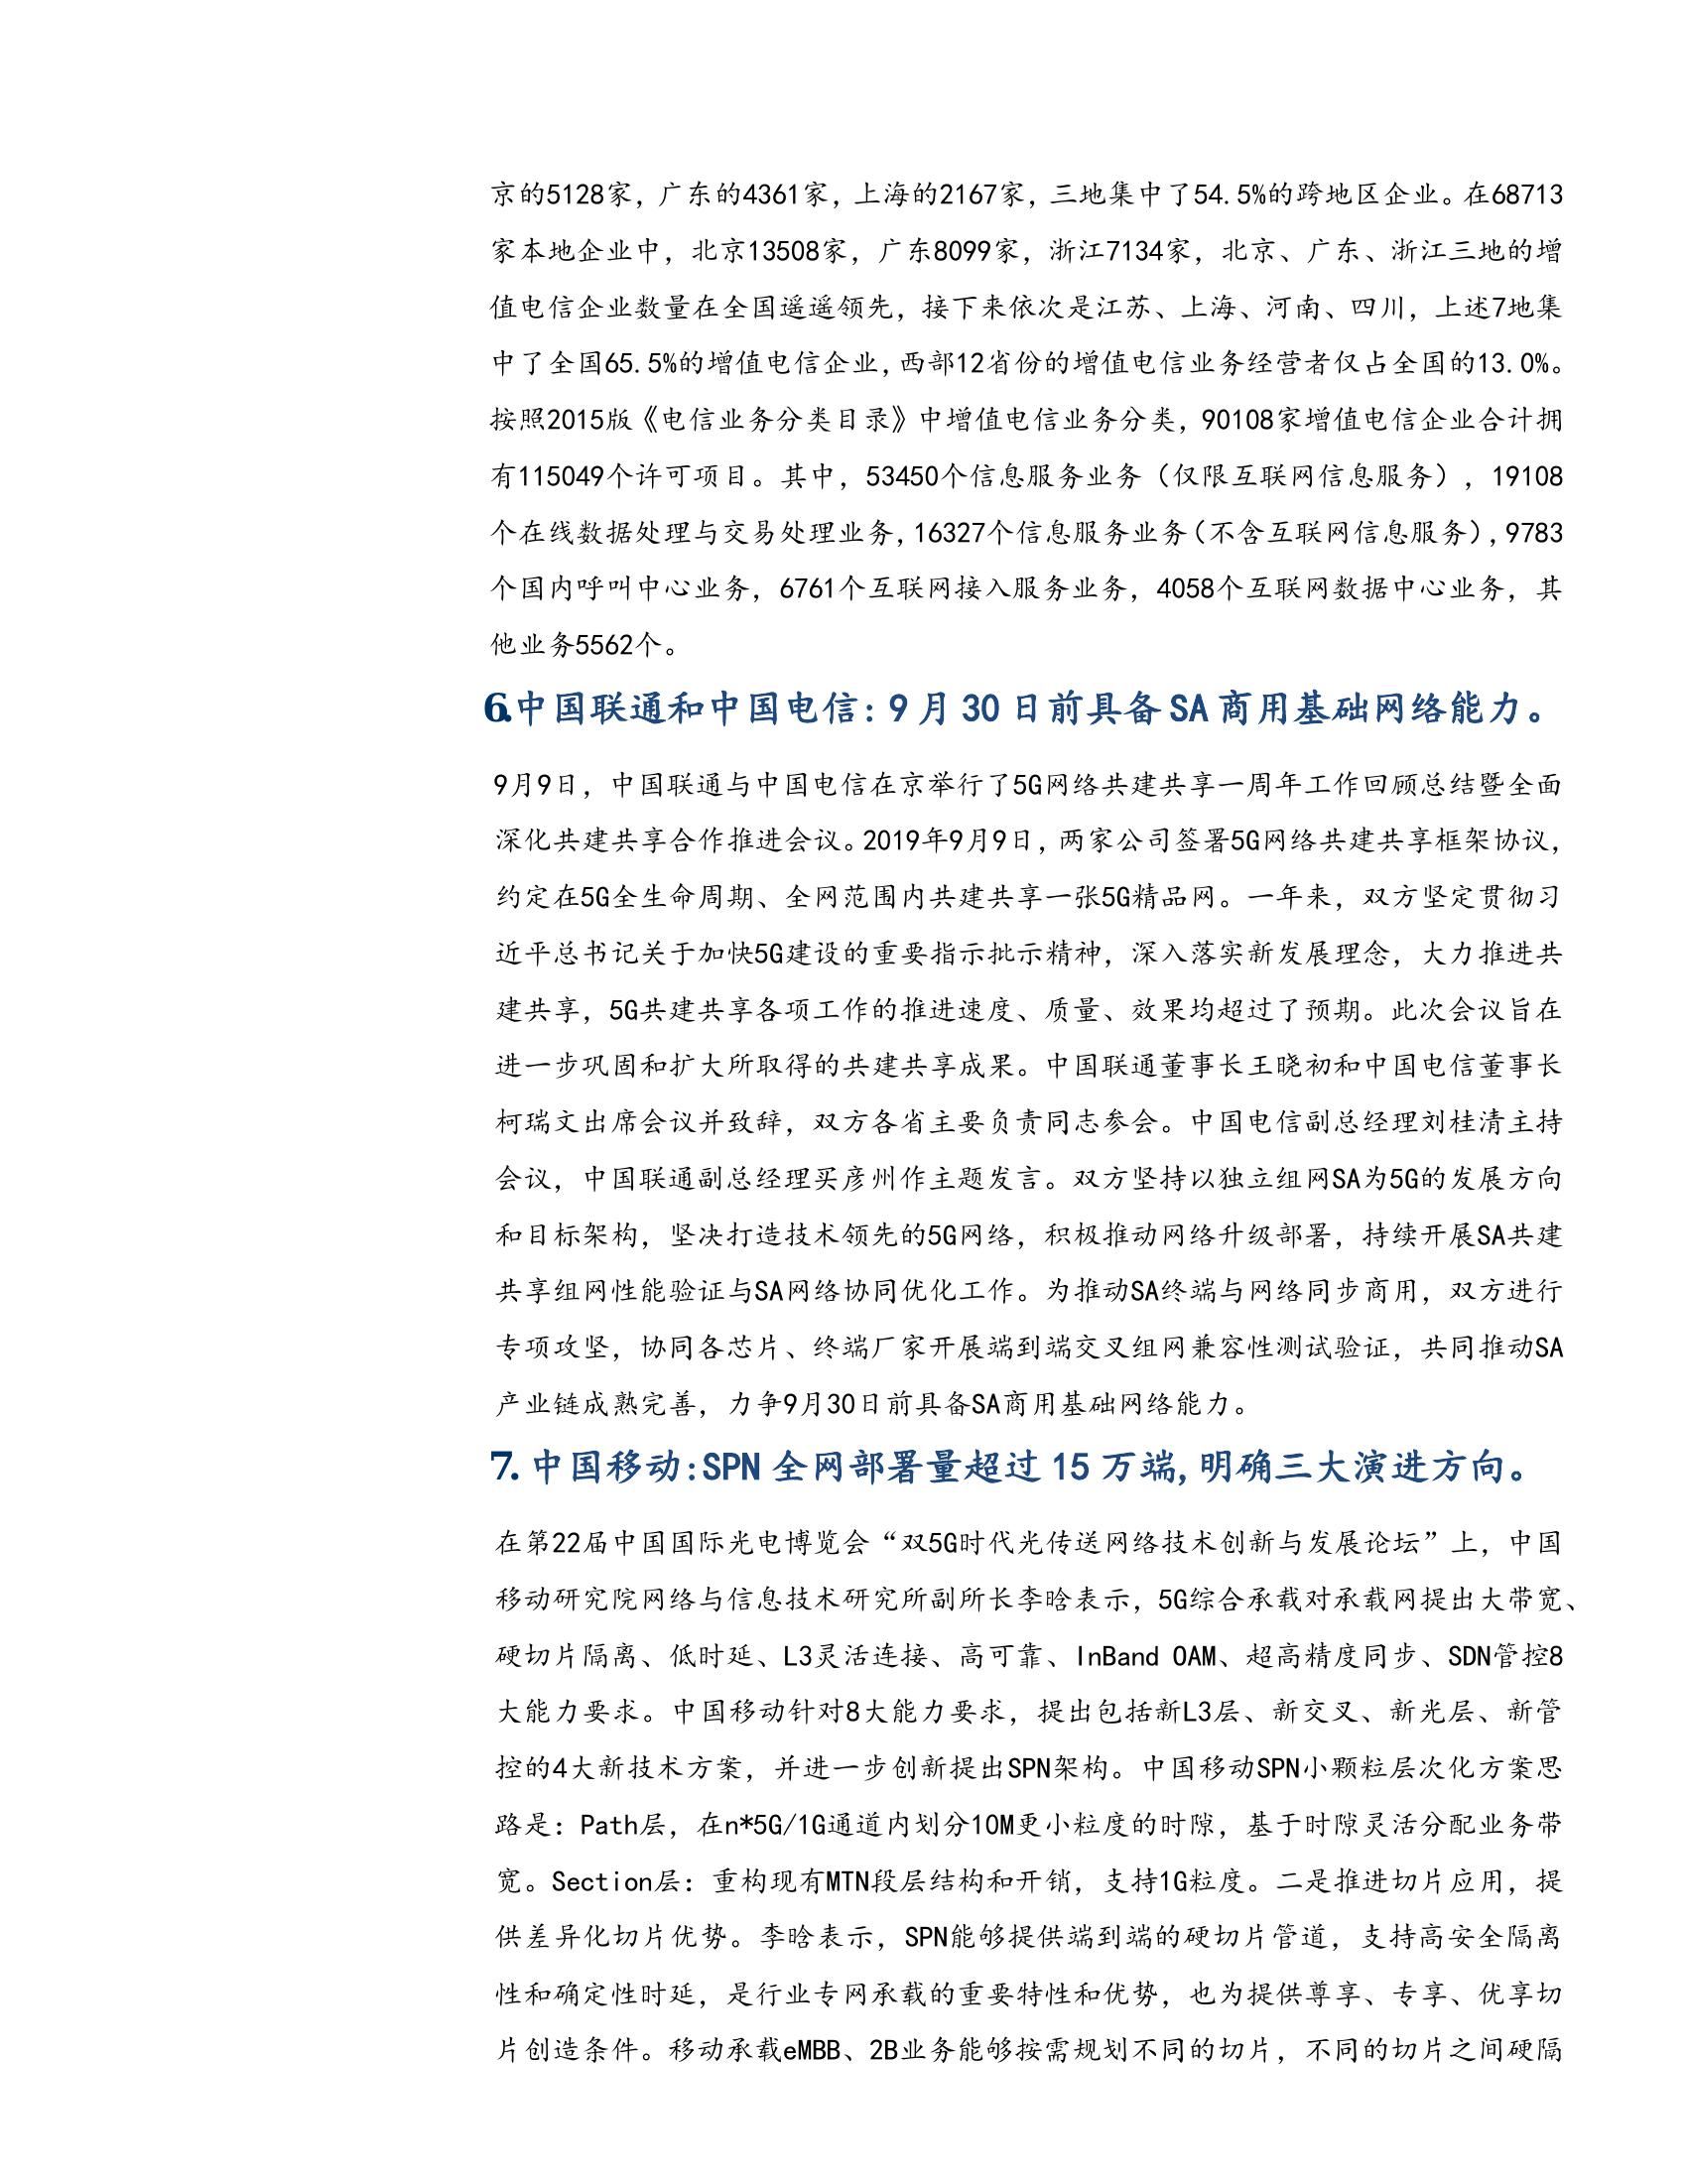 京的5128家，广东的4361家，上海的2167家，三地集中了54.5%的跨地区企业。在68713
家本地企业中，北京13508家，广东8099家，浙江7134家，北京、广东、浙江三地的增
值电信企业数量在全国遥遥领先，接下来依次是江苏、上海、河南、四川，上述7地集
中了全国65.5%的增值电信企业，西部12省份的增值电信业务经营者仅占全国的13.0%。
按照2015版《电信业务分类目录》中增值电信业务分类，90108家增值电信企业合计拥
有115049个许可项目。其中，53450个信息服务业务（仅限互联网信息服务），19108
个在线数据处理与交易处理业务，16327个信息服务业务（不含互联网信息服务），9783
个国内呼叫中心业务，6761个互联网接入服务业务，4058个互联网数据中心业务，其
他业务5562个。
6.中国联通和中国电信：9 月 30 日前具备 SA 商用基础网络能力。
9月9日，中国联通与中国电信在京举行了5G网络共建共享一周年工作回顾总结暨全面
深化共建共享合作推进会议。2019年9月9日，两家公司签署5G网络共建共享框架协议，
约定在5G全生命周期、全网范围内共建共享一张5G精品网。一年来，双方坚定贯彻习
近平总书记关于加快5G建设的重要指示批示精神，深入落实新发展理念，大力推进共
建共享，5G共建共享各项工作的推进速度、质量、效果均超过了预期。此次会议旨在
进一步巩固和扩大所取得的共建共享成果。中国联通董事长王晓初和中国电信董事长
柯瑞文出席会议并致辞，双方各省主要负责同志参会。中国电信副总经理刘桂清主持
会议，中国联通副总经理买彦州作主题发言。双方坚持以独立组网SA为5G的发展方向
和目标架构，坚决打造技术领先的5G网络，积极推动网络升级部署，持续开展SA共建
共享组网性能验证与SA网络协同优化工作。为推动SA终端与网络同步商用，双方进行
专项攻坚，协同各芯片、终端厂家开展端到端交叉组网兼容性测试验证，共同推动SA
产业链成熟完善，力争9月30日前具备SA商用基础网络能力。
7. 中国移动:SPN 全网部署量超过 15 万端,明确三大演进方向。
在第22届中国国际光电博览会“双5G时代光传送网络技术创新与发展论坛”上，中国
移动研究院网络与信息技术研究所副所长李晗表示，5G综合承载对承载网提出大带宽、
硬切片隔离、低时延、L3灵活连接、高可靠、InBand OAM、超高精度同步、SDN管控8
大能力要求。中国移动针对8大能力要求，提出包括新L3层、新交叉、新光层、新管
控的4大新技术方案，并进一步创新提出SPN架构。中国移动SPN小颗粒层次化方案思
路是：Path层，在n*5G/1G通道内划分10M更小粒度的时隙，基于时隙灵活分配业务带
宽。Section层：重构现有MTN段层结构和开销，支持1G粒度。二是推进切片应用，提
供差异化切片优势。李晗表示，SPN能够提供端到端的硬切片管道，支持高安全隔离
性和确定性时延，是行业专网承载的重要特性和优势，也为提供尊享、专享、优享切
片创造条件。移动承载eMBB、2B业务能够按需规划不同的切片，不同的切片之间硬隔